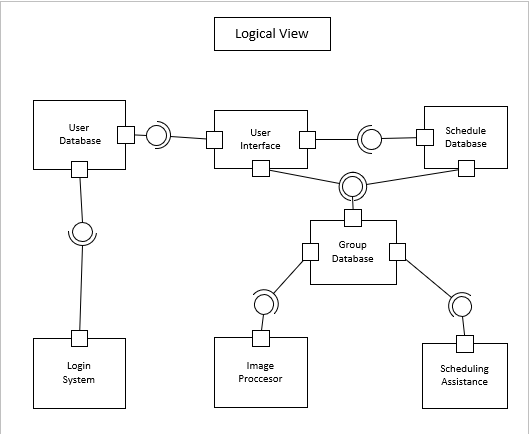 Logical View
User
Database
User
Interface
Schedule
Database
Group
Database
Login
System
Image
Proccesor
Scheduling
Assistance